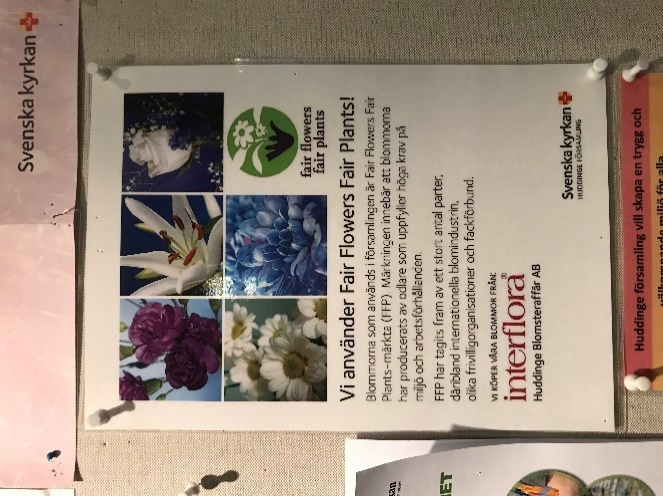 Svenska kyrkan
fair flowers
fair plants
Vi använder Fair Flowers Fair Plants!
Blommorna som används i församlingen är Fair Flowers Fair
Plants-märkta (FFP). Märkningen innebär att blommorna
har producerats av odlare som uppfyller höga krav på
miljö och arbetsförhållanden.
FFP har tagits fram av ett stort antal parter,
däribland internationella blomindustrin,
olika frivilligorganisationer och fackförbund.
VI KÖPER VÅRA BLOMMOR FRÅN:
interflora®
Huddinge Blomsteraffär AB
Svenska kyrkan
HUDDINGE FÖRSAMLING
Huddinge församling vill skapa en trygg och
miljö för alla